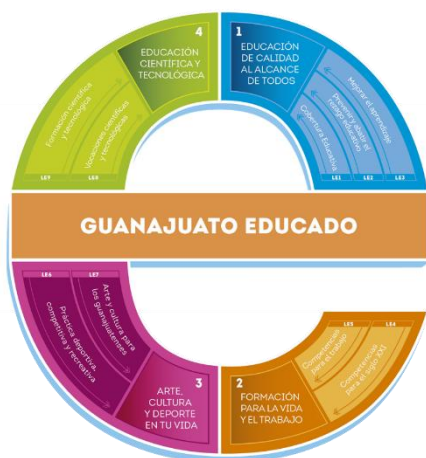 4
EDUCACIÓN
CIENTÍFICA Y
TECNOLÓGICA
Formación científica
y tecnológica
Vocaciones científicas
y tecnológicas
LE9
LE8
1
EDUCACIÓN
DE CALIDAD
AL ALCANCE
DE TODOS
Mejorar el aprendizaje
Prevenir y abatir el
rezago educativo
Cobertura Educativa
LE1
LE2
LE3
GUANAJUATO EDUCADO
LE6
LE7
Práctica deportiva,
competitiva y recreativa
Arte y cultura para
los guanajuatenses
3
ARTE,
CULTURA
Y DEPORTE
EN TU VIDA
LE5
LE4
Competencias
para el trabajo
Competencias
para el siglo XXI
2
FORMACIÓN
PARA LA VIDA
Y EL TRABAJO